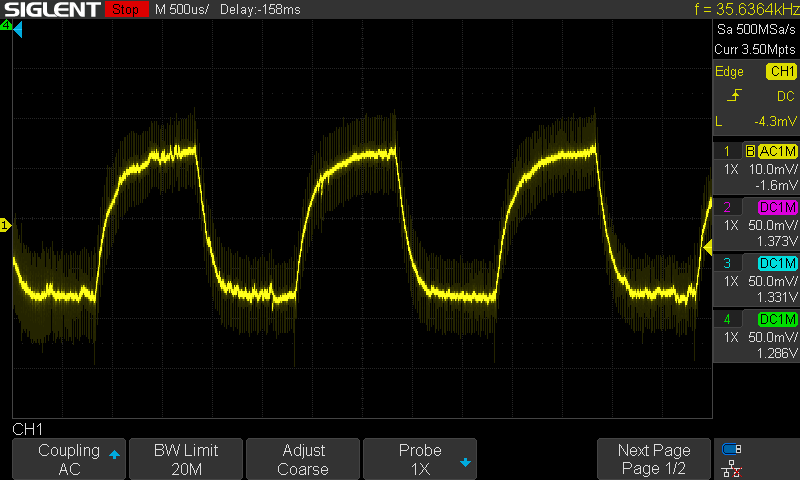 SIGLENT Stop M 500us/ Delay:-158ms f = 35.6364kHz
Sa 500MSa/s
Curr 3.50Mpts
4
Edge CH1
DC
L -4.3mV
1 B AC1M
1X 10.0mV/
-1.6mV
2 DC1M
1X 50.0mV/
1.373V
1
3 DC1M
1X 50.0mV/
1.331V
4 DC1M
1X 50.0mV/
1.286V
CH1
Coupling
AC
BW Limit
20M
Adjust
Coarse
Probe
1X
Next Page
Page 1/2